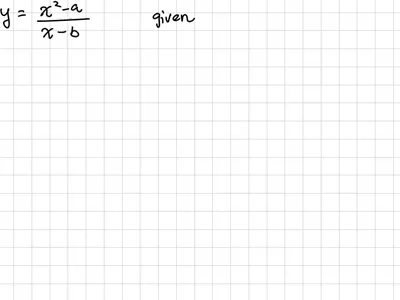 y = x²-a / x-b given